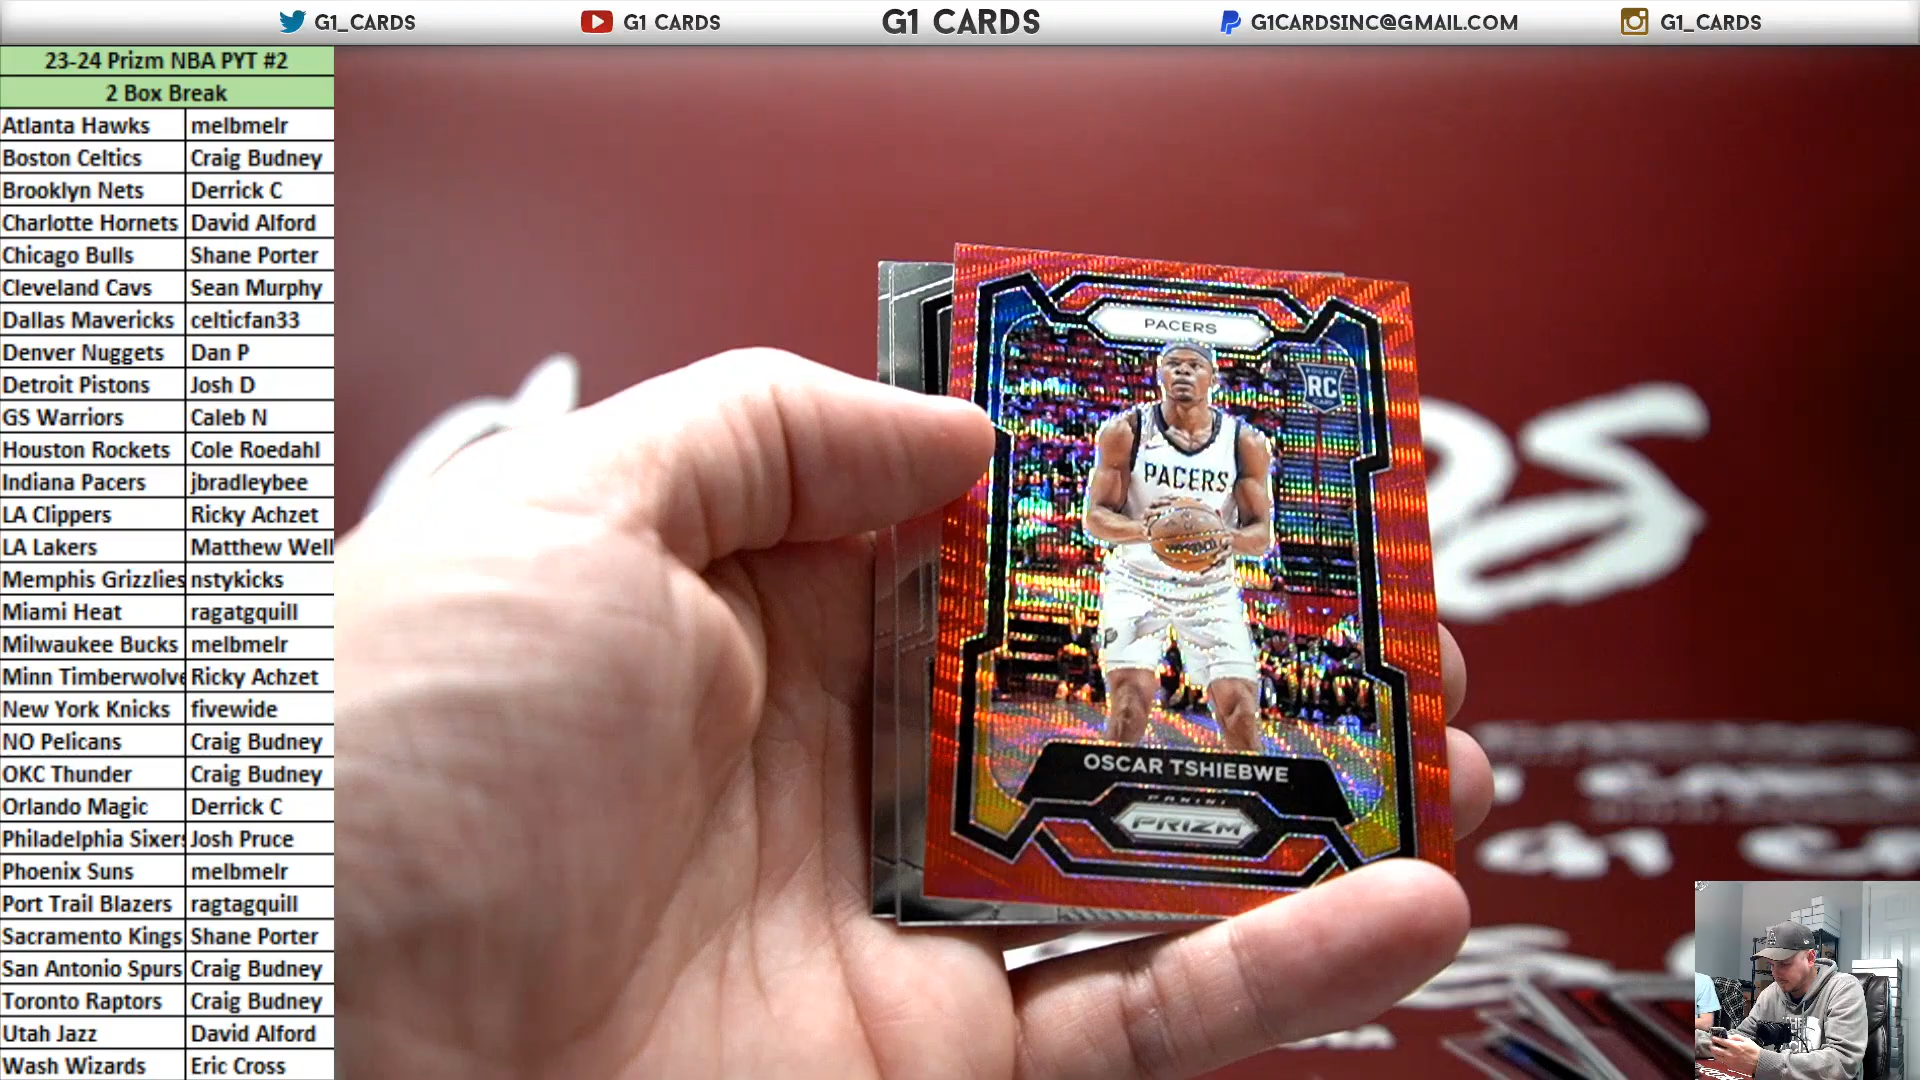 G1_CARDS
G1 CARDS
G1 CARDS
G1CARDSINC@GMAIL.COM
G1_CARDS
23-24 Prizm NBA PYT #2
2 Box Break
Atlanta Hawks melbmelr
Boston Celtics Craig Budney
Brooklyn Nets Derrick C
Charlotte Hornets David Alford
Chicago Bulls Shane Porter
Cleveland Cavs Sean Murphy
Dallas Mavericks celticfan33
Denver Nuggets Dan P
Detroit Pistons Josh D
GS Warriors Caleb N
Houston Rockets Cole Roedahl
Indiana Pacers jbradleybee
LA Clippers Ricky Achzet
LA Lakers Matthew Well
Memphis Grizzlies nstykicks
Miami Heat ragatgquill
Milwaukee Bucks melbmelr
Minn Timberwolve Ricky Achzet
New York Knicks fivewide
NO Pelicans Craig Budney
OKC Thunder Craig Budney
Orlando Magic Derrick C
Philadelphia Sixers Josh Pruce
Phoenix Suns melbmelr
Port Trail Blazers ragtagquill
Sacramento Kings Shane Porter
San Antonio Spurs Craig Budney
Toronto Raptors Craig Budney
Utah Jazz David Alford
Wash Wizards Eric Cross
PACERS
ROOKIE
RC
CARD
PACERS
OSCAR TSHIEBWE
PANINI
PRIZM